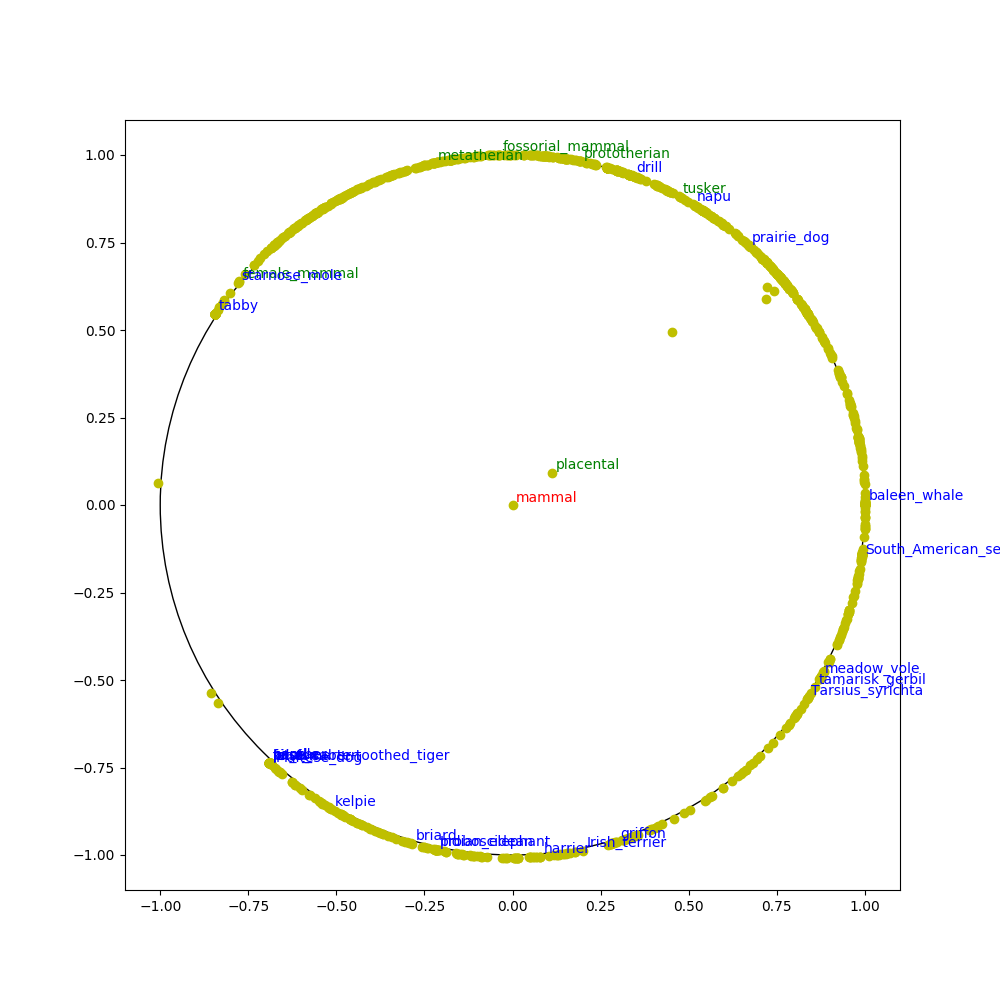 1.00
fossorial_mammal
metatherian
prototherian
drill
tusker
napu
0.75
prairie_dog
female_mammal
starnose_mole
tabby
0.50
0.25
placental
0.00
mammal
baleen_whale
South_American_se
−0.25
meadow_vole
−0.50
tamarisk_gerbil
Tarsius_syrichta
−0.75
kelpie
briard
griffon
Irish_terrier
harrier
−1.00
−1.00
−0.75
−0.50
−0.25
0.00
0.25
0.50
0.75
1.00